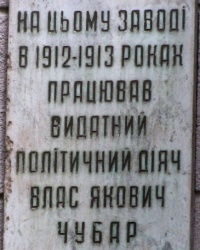 НА ЦЬОМУ ЗАВОДІ
В 1912-1913 РОКАХ
ПРАЦЮВАВ
ВИДАТНИЙ
ПОЛІТИЧНИЙ ДІЯЧ
ВЛАС ЯКОВИЧ
ЧУБАР